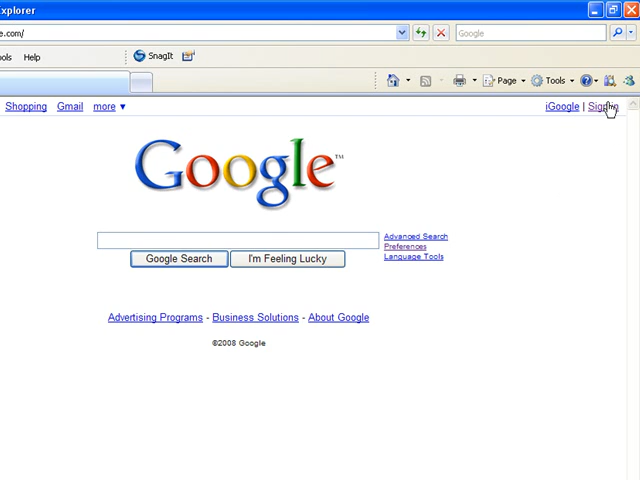 xplorer
e.com/
Google
ols Help SnagIt
Page Tools
Shopping Gmail more ▼ iGoogle | Sign in
Google™
Advanced Search
Preferences
Language Tools
Google Search I'm Feeling Lucky
Advertising Programs - Business Solutions - About Google
©2008 Google